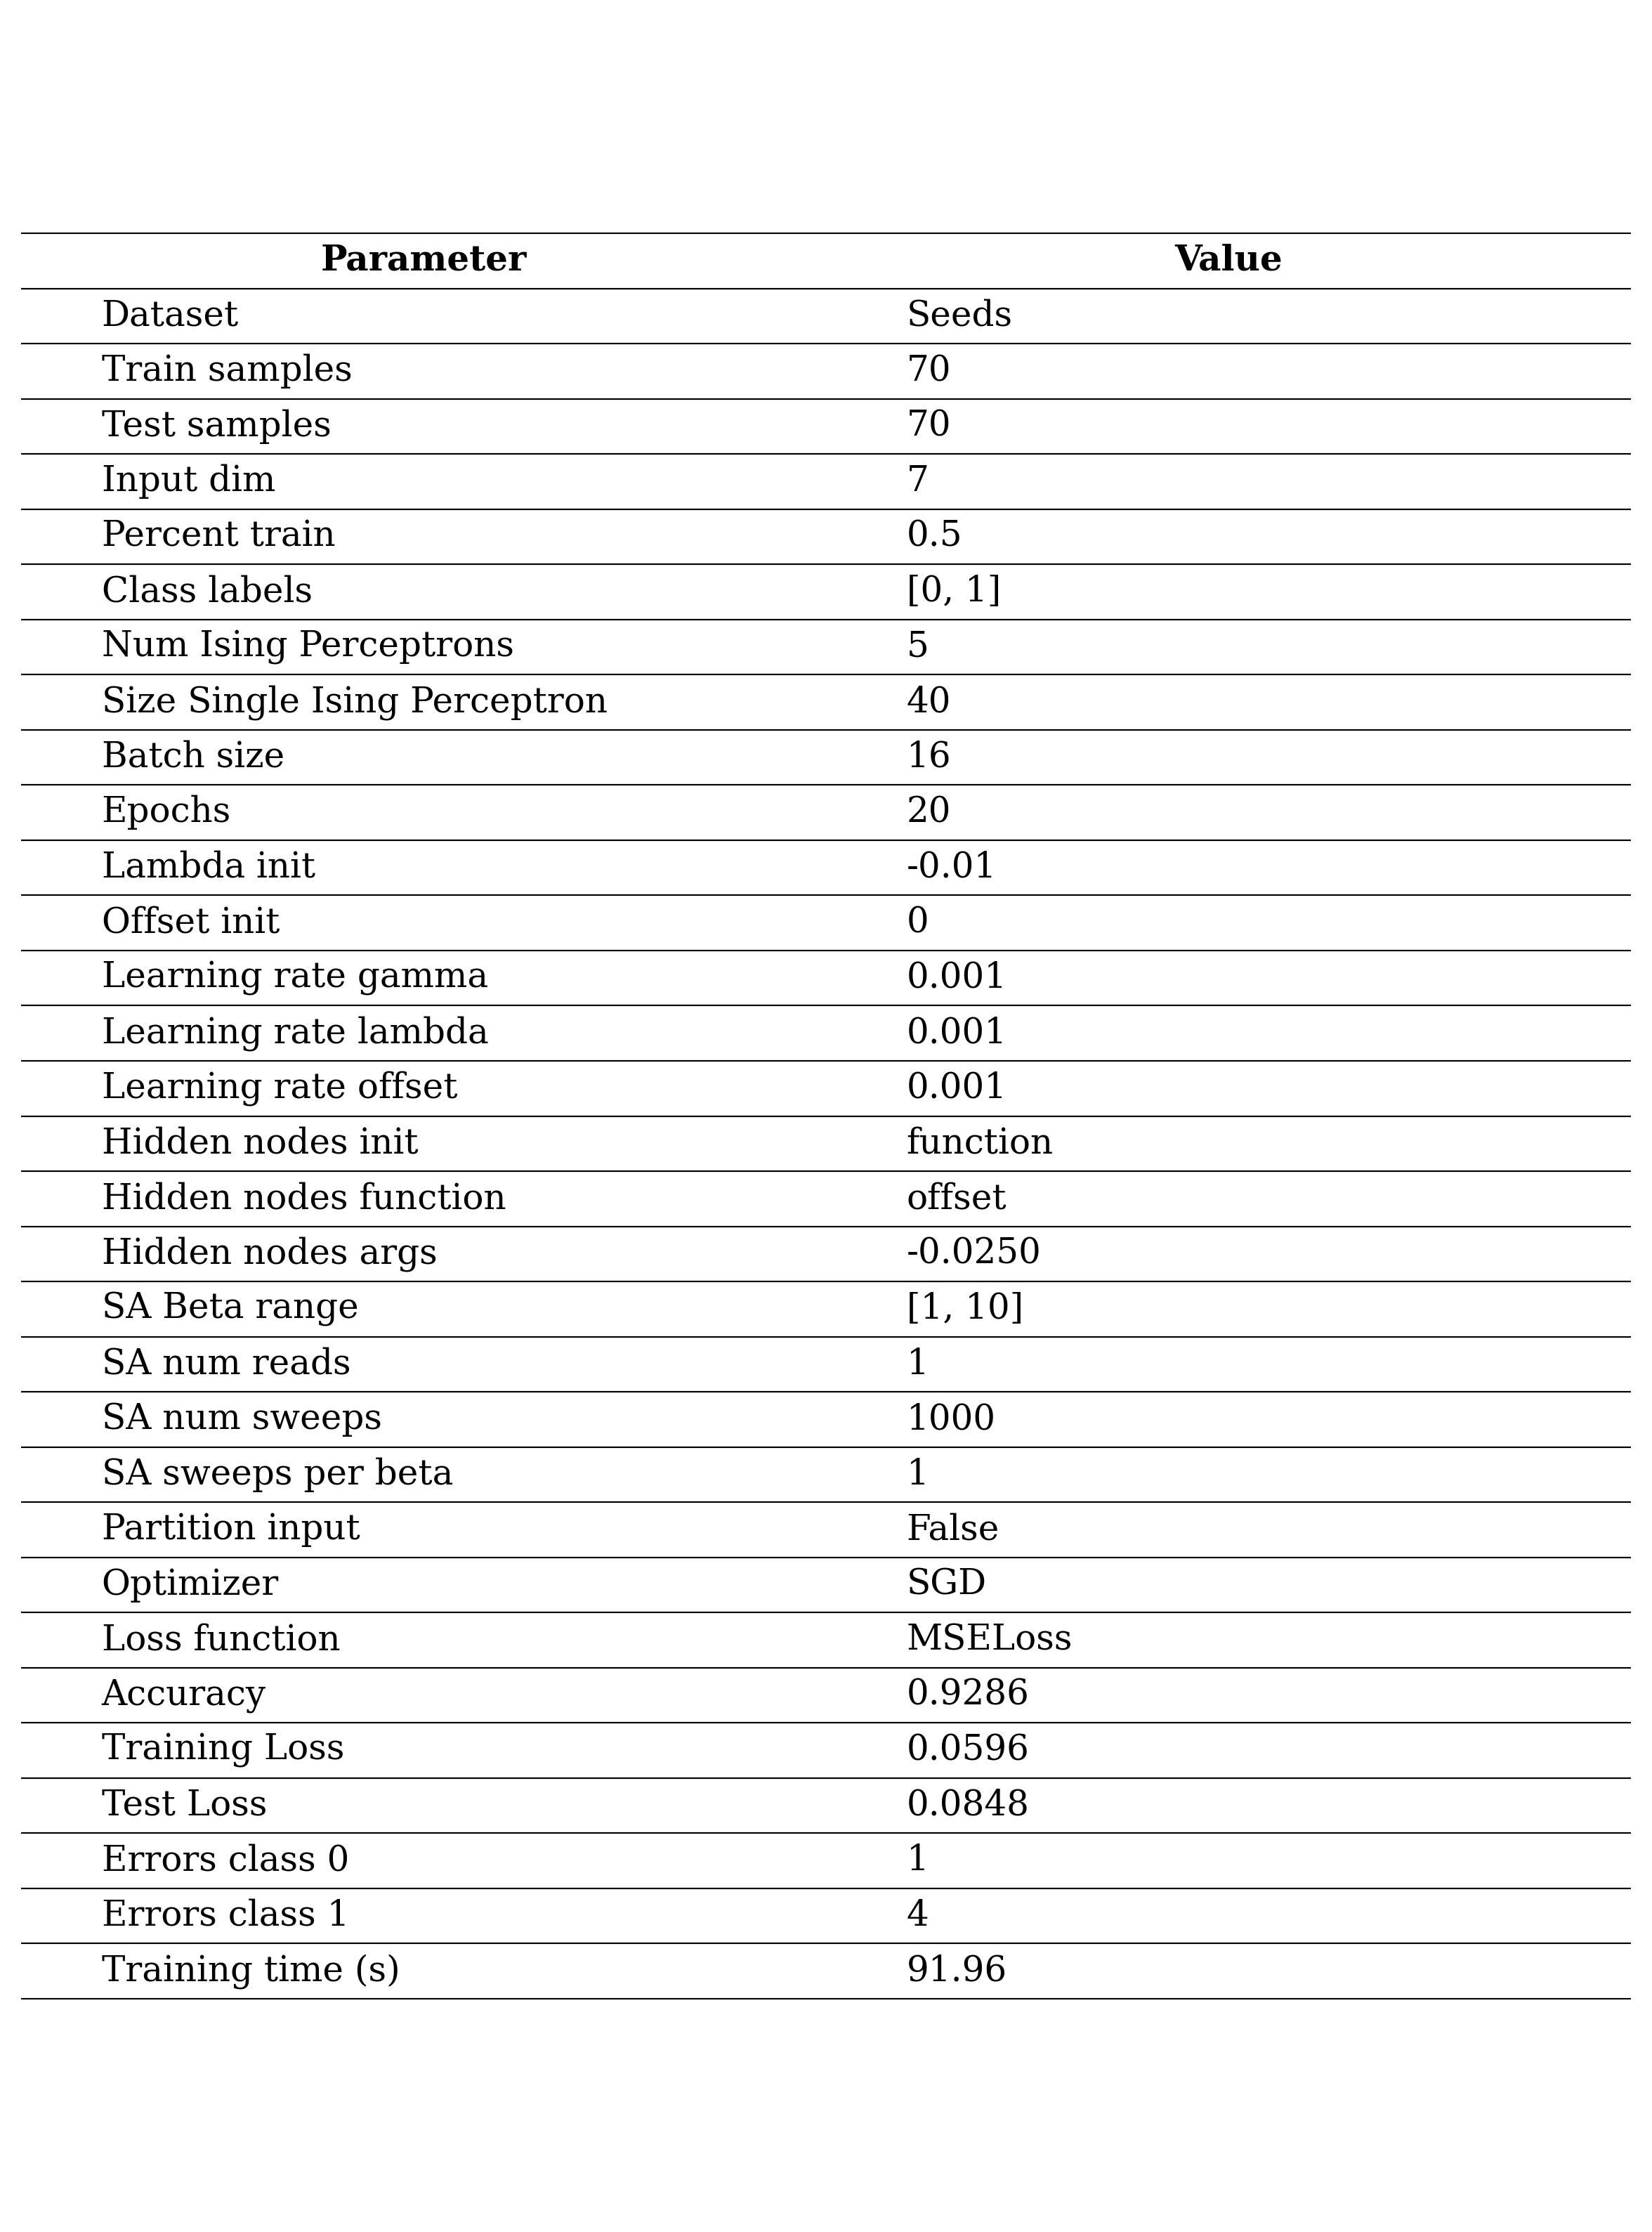 Parameter Value
Dataset Seeds
Train samples 70
Test samples 70
Input dim 7
Percent train 0.5
Class labels [0, 1]
Num Ising Perceptrons 5
Size Single Ising Perceptron 40
Batch size 16
Epochs 20
Lambda init -0.01
Offset init 0
Learning rate gamma 0.001
Learning rate lambda 0.001
Learning rate offset 0.001
Hidden nodes init function
Hidden nodes function offset
Hidden nodes args -0.0250
SA Beta range [1, 10]
SA num reads 1
SA num sweeps 1000
SA sweeps per beta 1
Partition input False
Optimizer SGD
Loss function MSELoss
Accuracy 0.9286
Training Loss 0.0596
Test Loss 0.0848
Errors class 0 1
Errors class 1 4
Training time (s) 91.96